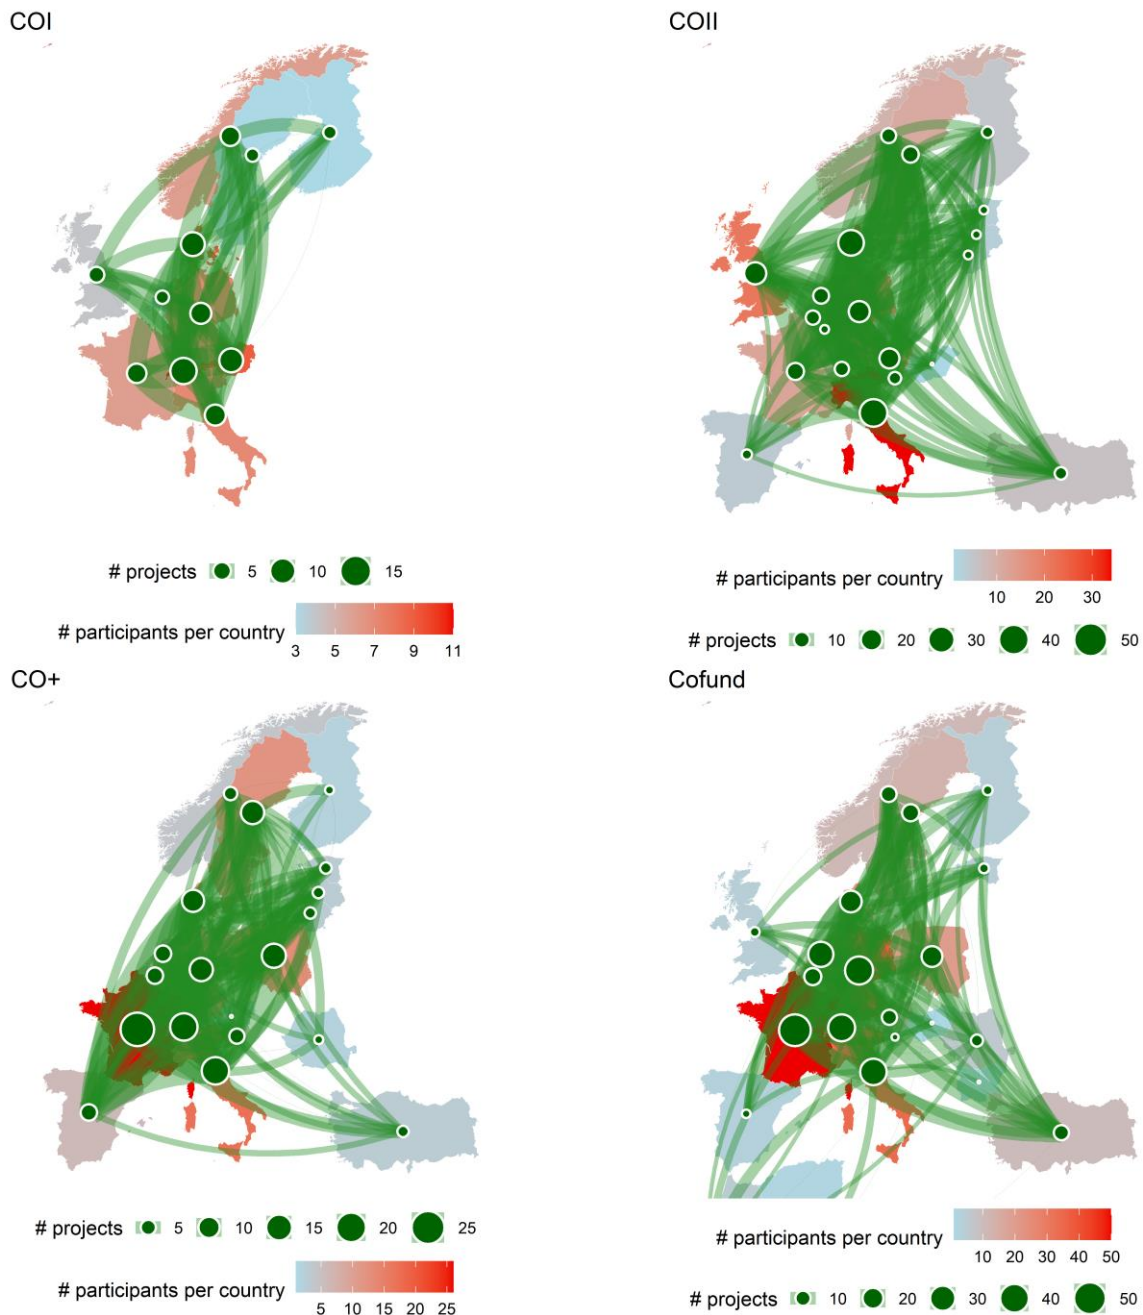 COI
COII
# projects 5 10 15
# participants per country
3 5 7 9 11
# participants per country
10 20 30
# projects 10 20 30 40 50
CO+
Cofund
# projects 5 10 15 20 25
# participants per country
5 10 15 20 25
# participants per country
10 20 30 40 50
# projects 10 20 30 40 50